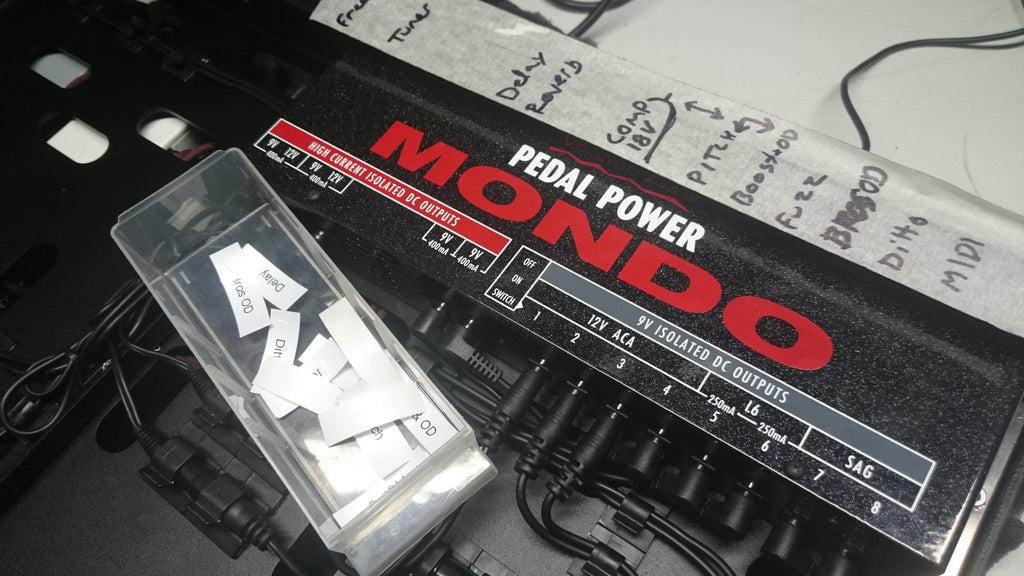 Tuner
Delay
Reverb
Comp
18V
Pitch
Fuzz
Ditto
MIDI
PEDAL POWER
MONDO
HIGH CURRENT ISOLATED DC OUTPUTS
9V 12V 9V 12V
400mA 400mA
9V 9V
400mA 400mA
OFF
ON
SWITCH
9V ISOLATED DC OUTPUTS
12V ACA
L6
SAG
250mA 250mA
1 2 3 4 5 6 7 8
Delay
OD
& OD